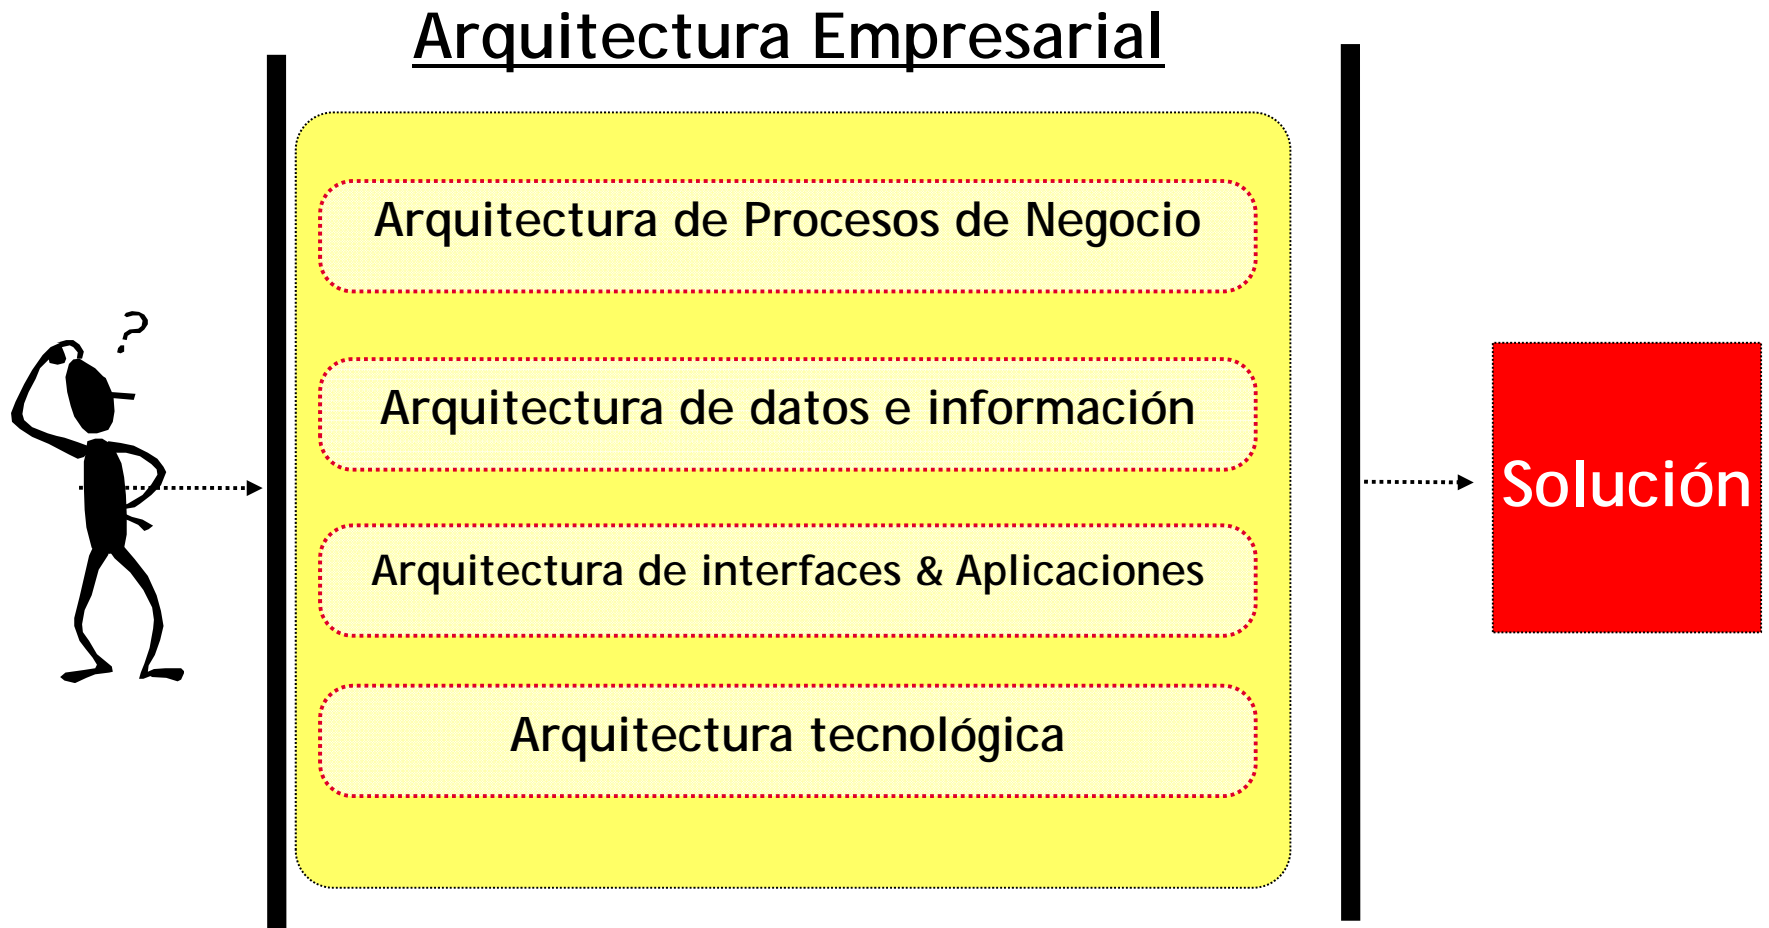 Arquitectura Empresarial
Arquitectura de Procesos de Negocio
?
Arquitectura de datos e información
Solución
Arquitectura de interfaces & Aplicaciones
Arquitectura tecnológica